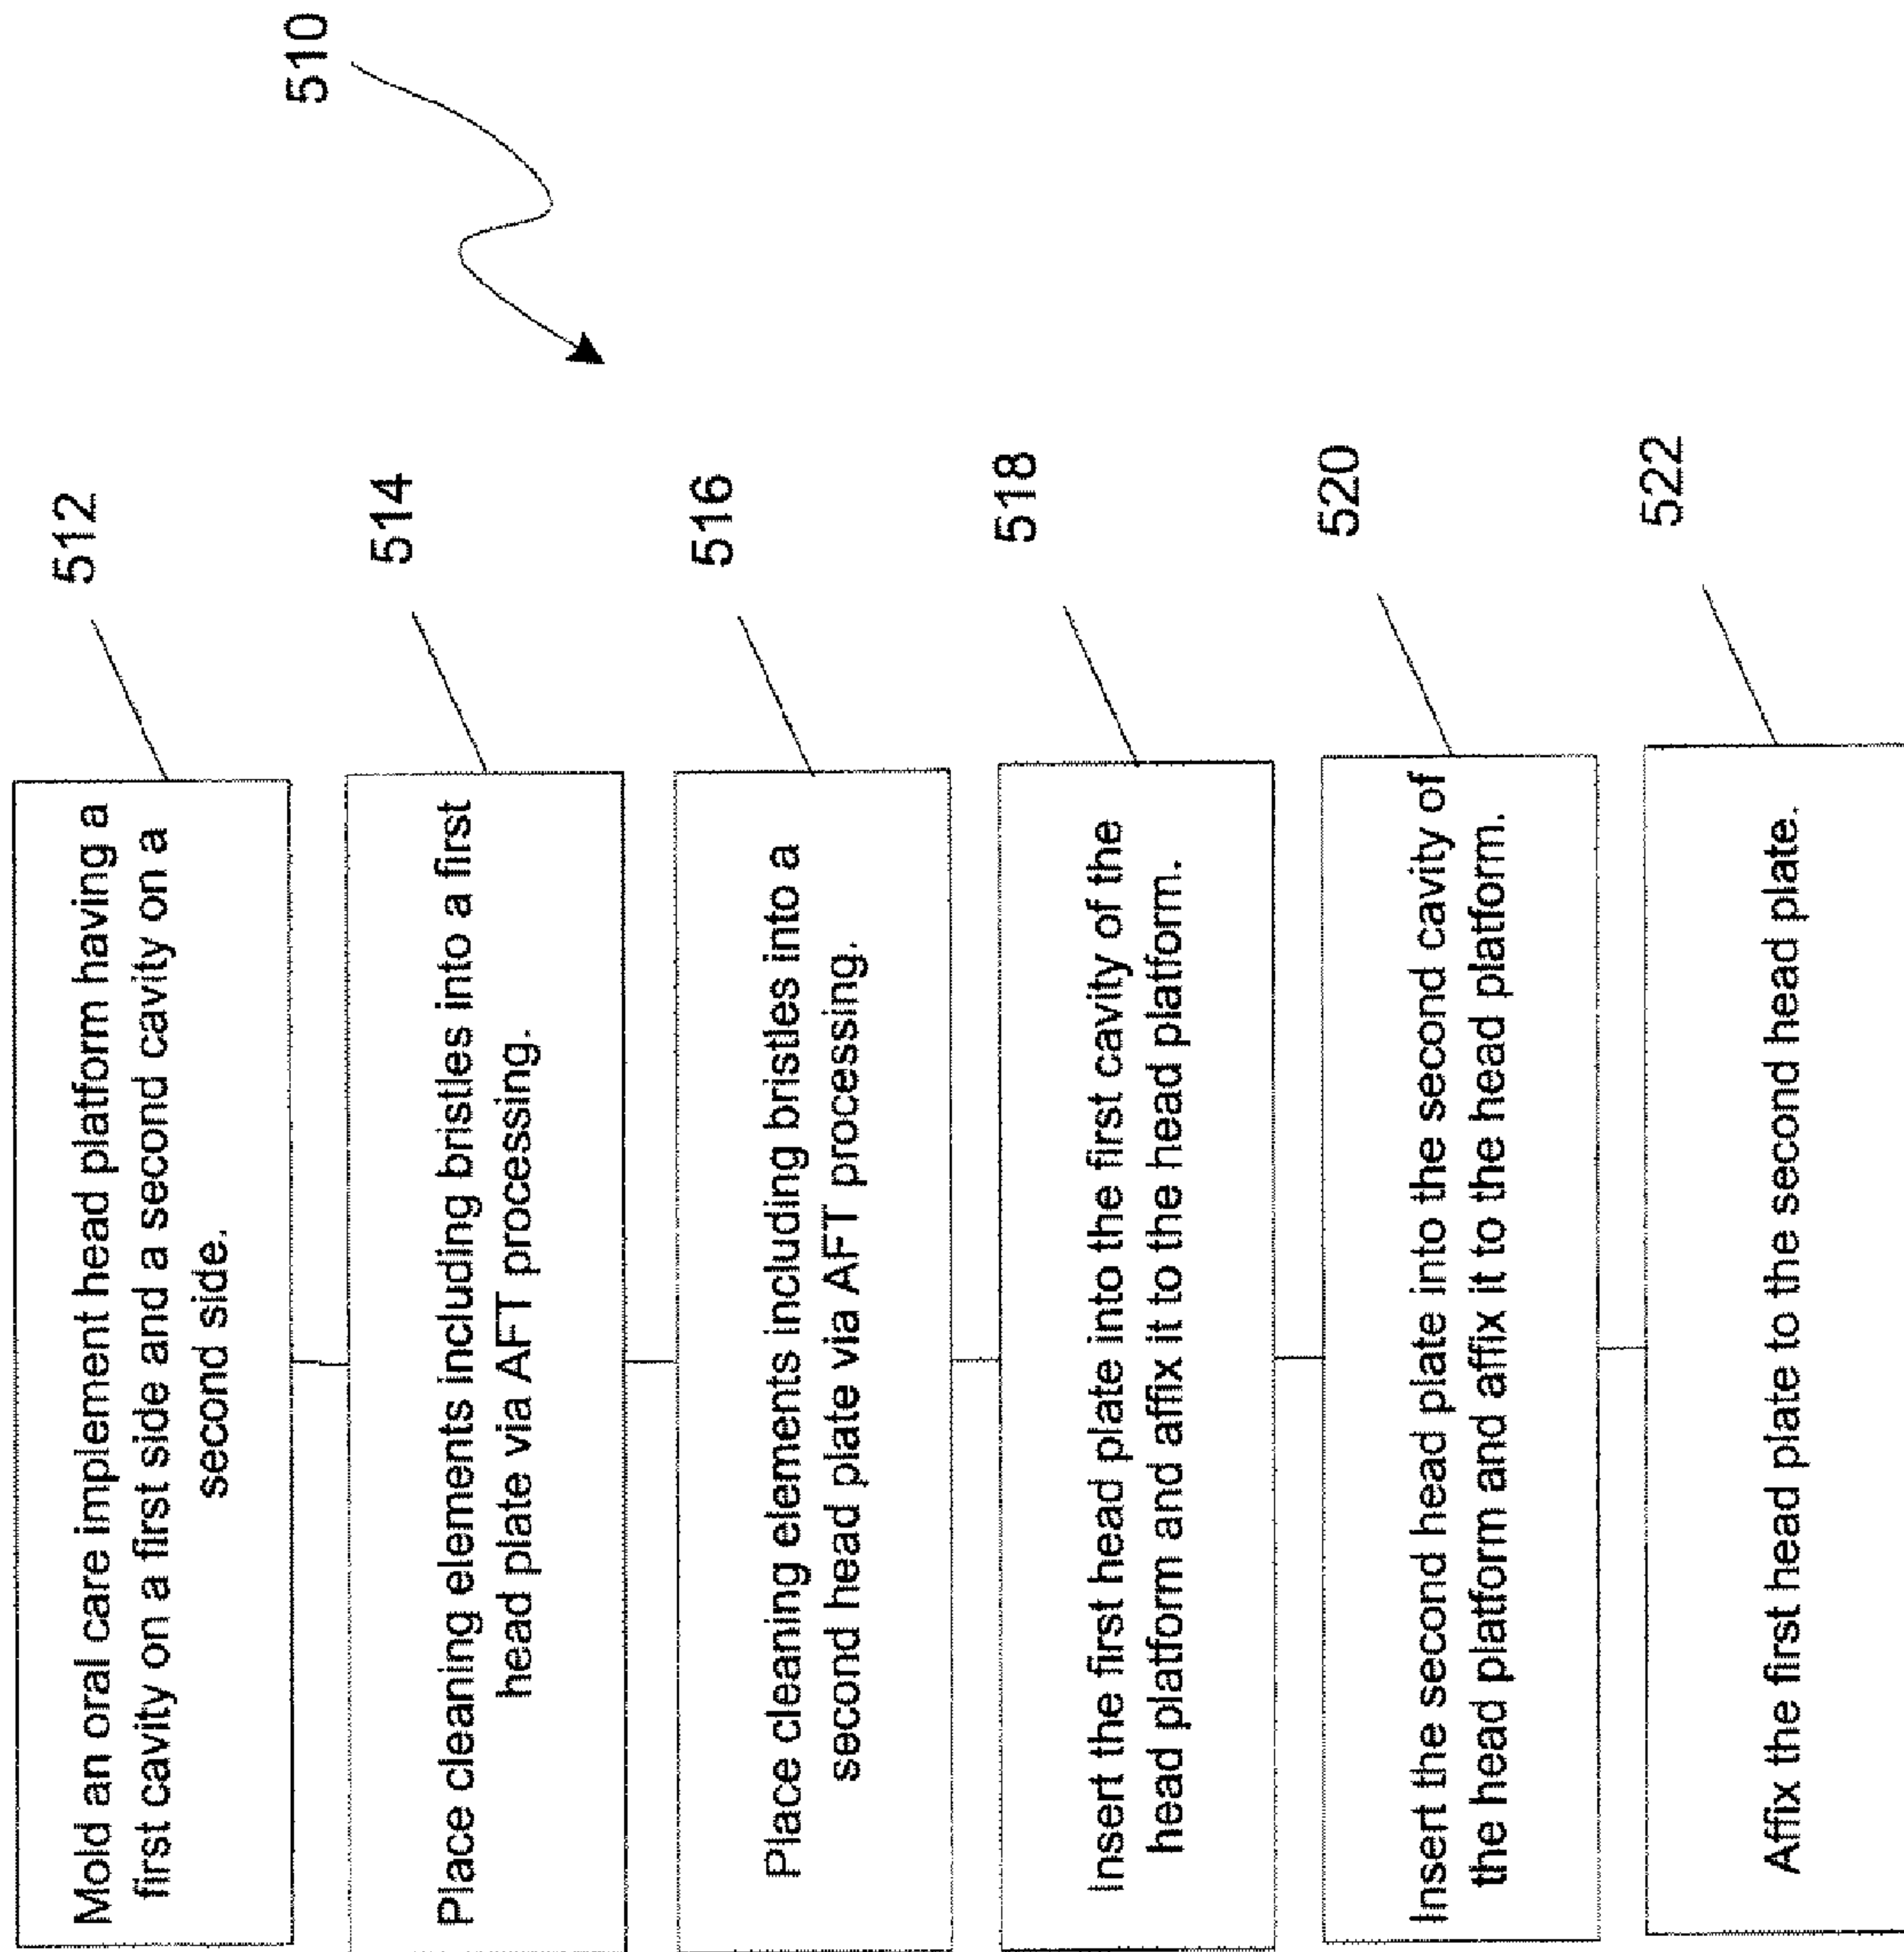 510
512
Mold an oral care implement head platform having a
first cavity on a first side and a second cavity on a
second side.
514
Place cleaning elements including bristles into a first
head plate via AFT processing.
516
Place cleaning elements including bristles into a
second head plate via AFT processing.
518
Insert the first head plate into the first cavity of the
head platform and affix it to the head platform.
520
Insert the second head plate into the second cavity of
the head platform and affix it to the head platform.
522
Affix the first head plate to the second head plate.